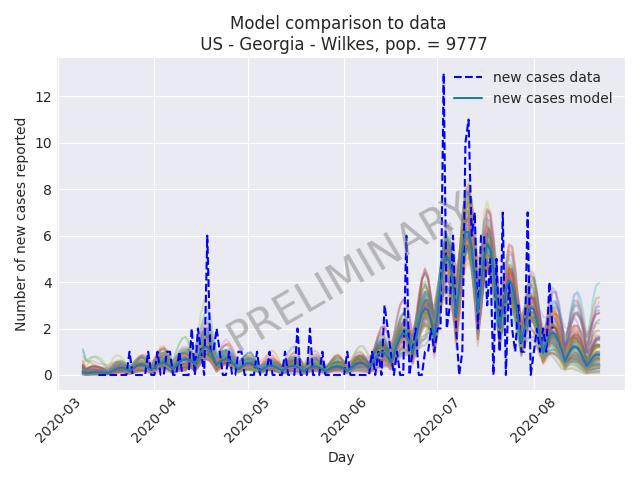 Model comparison to data
US - Georgia - Wilkes, pop. = 9777
new cases data
new cases model
Number of new cases reported
12
10
8
6
4
2
0
PRELIMINARY
2020-03
2020-04
2020-05
2020-06
2020-07
2020-08
Day